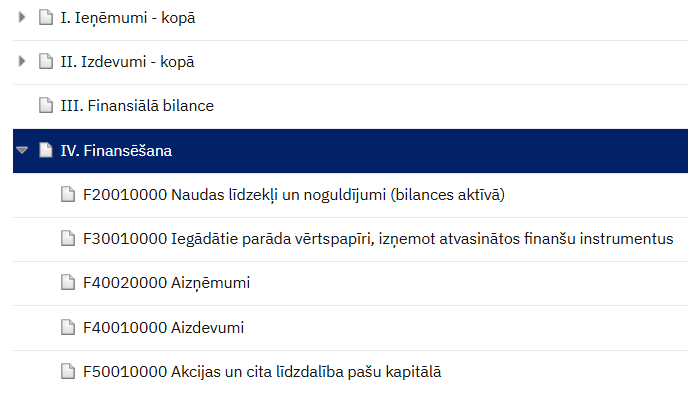 I. Ieņēmumi - kopā
II. Izdevumi - kopā
III. Finansiālā bilance
IV. Finansēšana
F20010000 Naudas līdzekļi un noguldījumi (bilances aktīvā)
F30010000 Iegādātie parāda vērtspapīri, izņemot atvasinātos finanšu instrumentus
F40020000 Aizņēmumi
F40010000 Aizdevumi
F50010000 Akcijas un cita līdzdalība pašu kapitālā